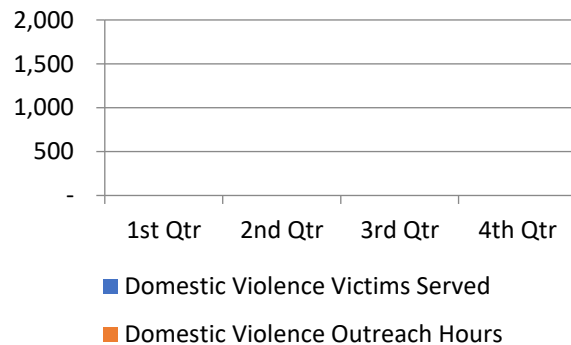 2,000
1,500
1,000
500
-
1st Qtr 2nd Qtr 3rd Qtr 4th Qtr
Domestic Violence Victims Served
Domestic Violence Outreach Hours